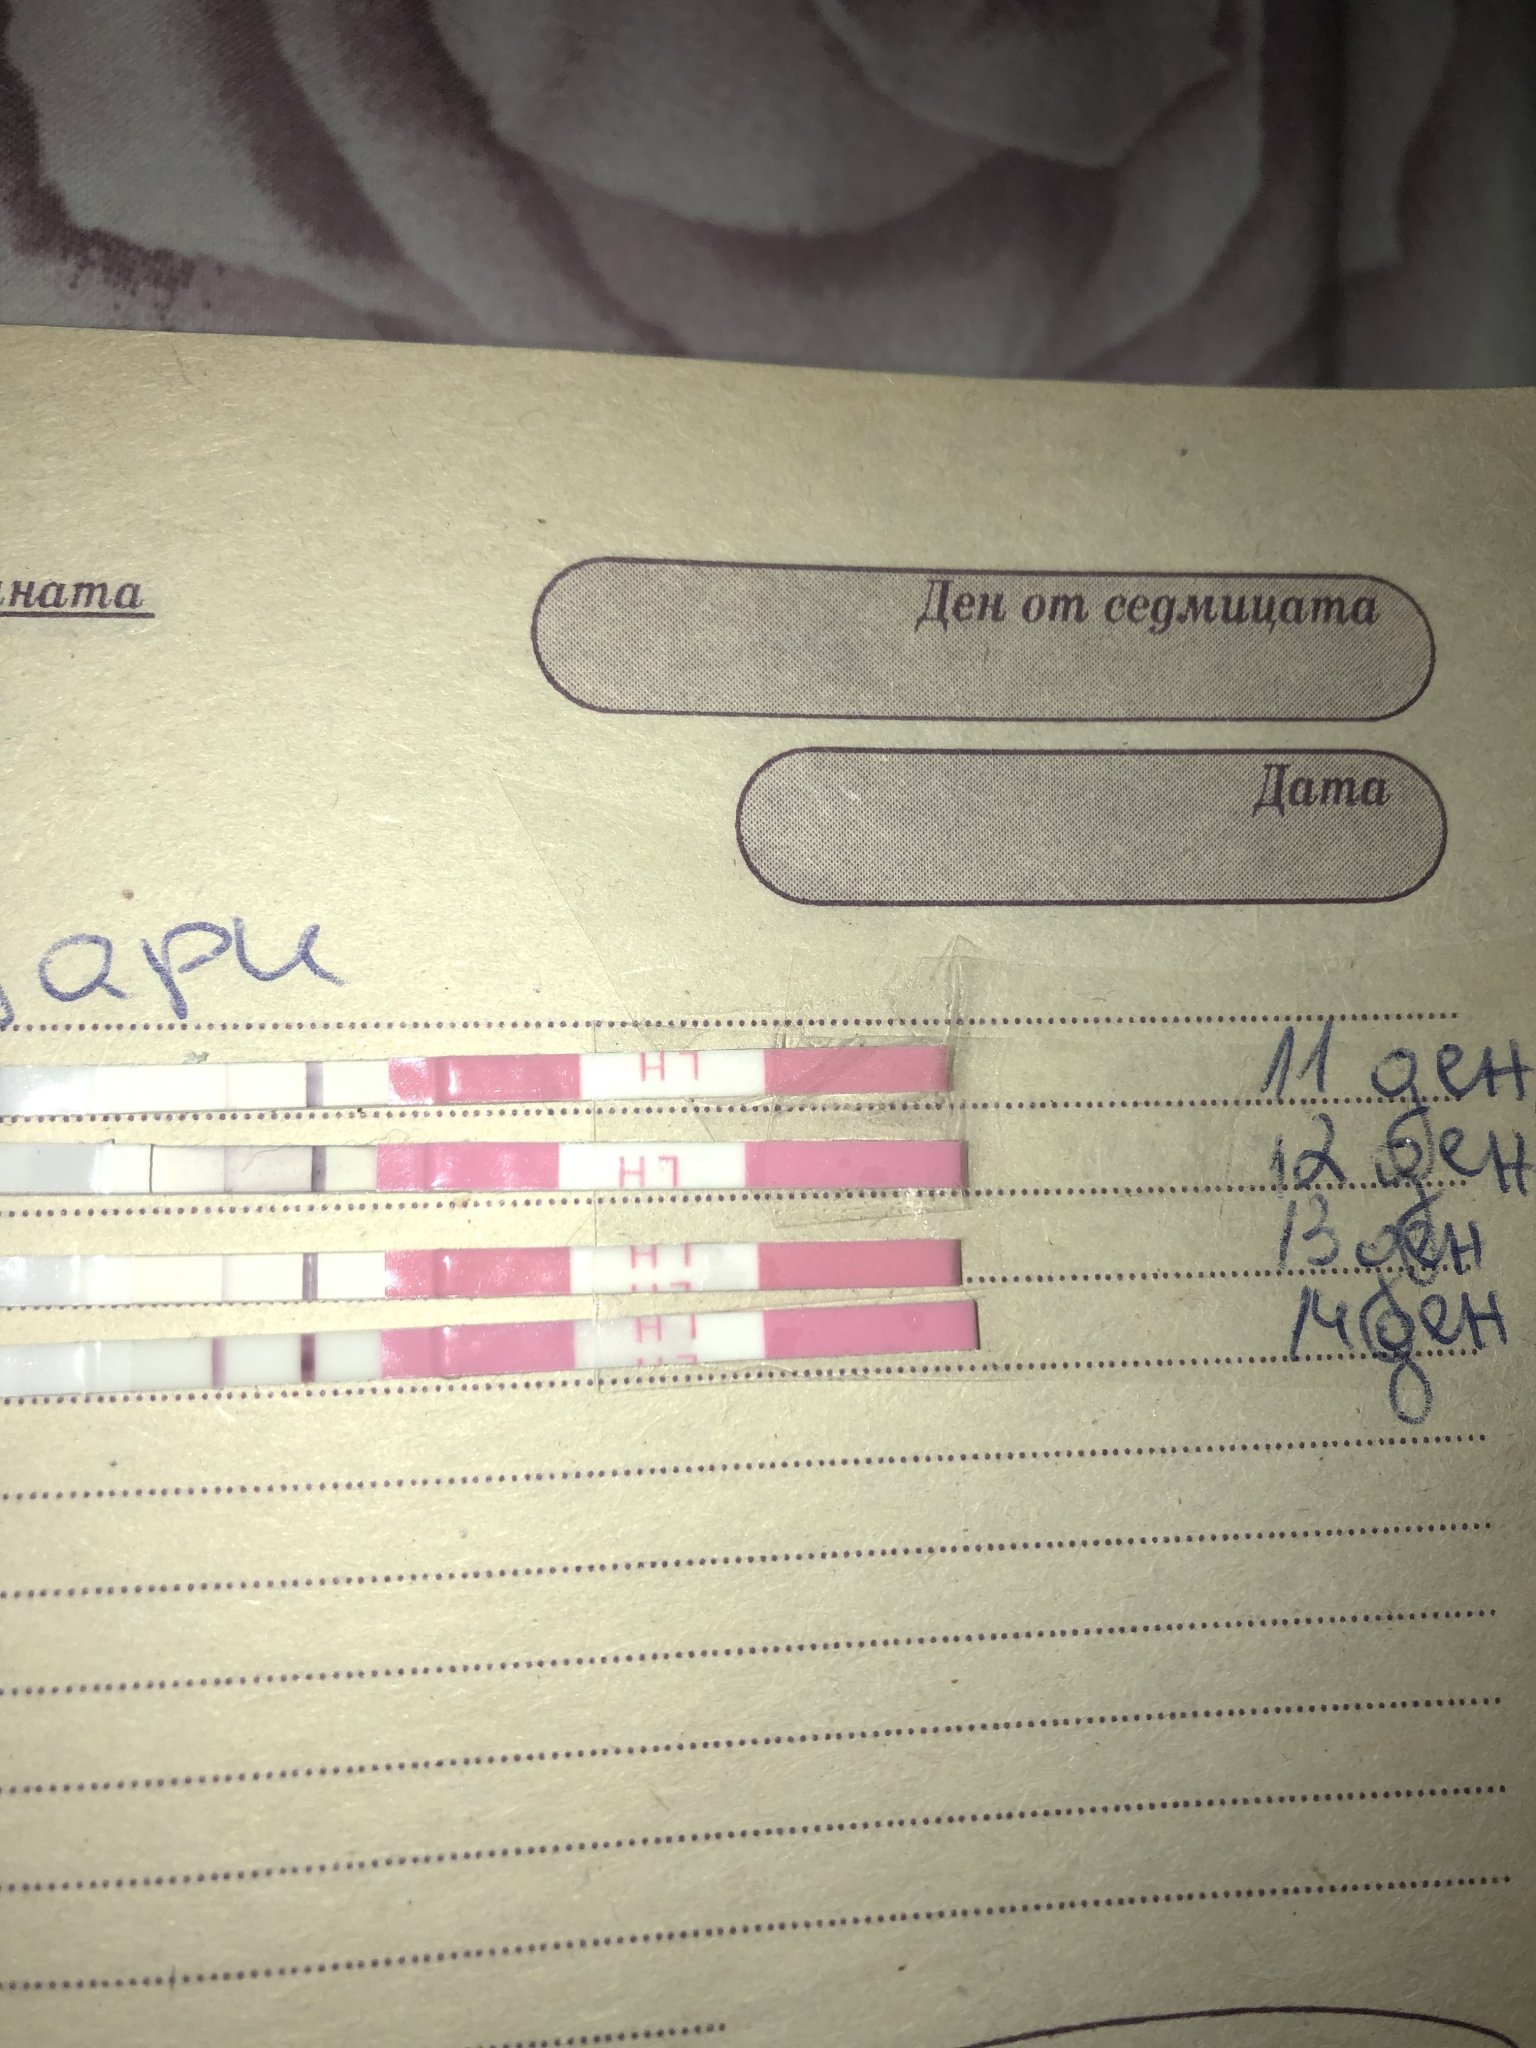 ната
Ден от седмицата
Дата
ари
LH 11 ден
LH 12 ден
LH 13 ден
LH 14 ден